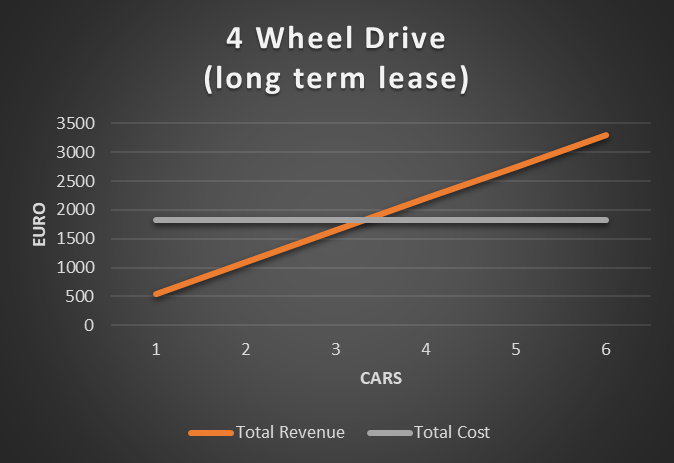 4 Wheel Drive
(long term lease)
3500
3000
2500
2000
1500
1000
500
0
EURO
1 2 3 4 5 6
CARS
Total Revenue Total Cost